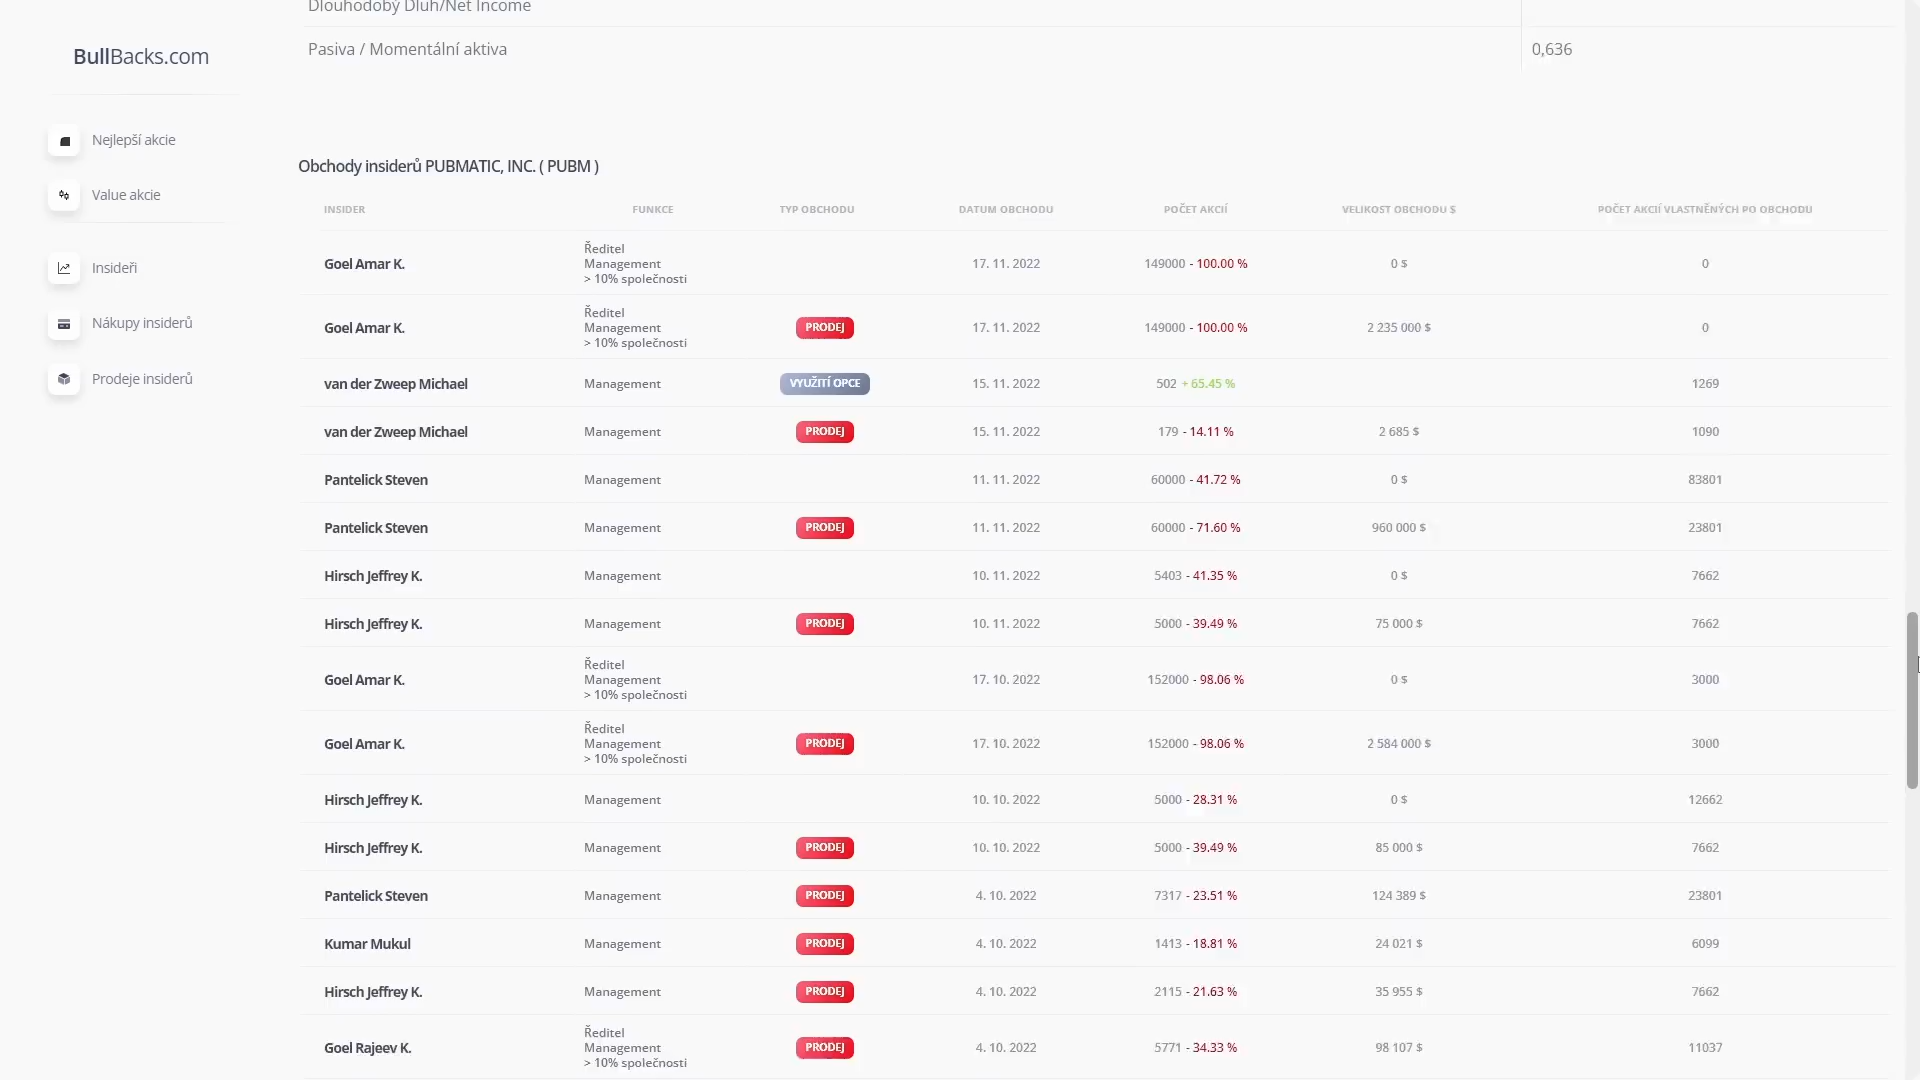 Dlouhodobý Dluh/Net Income
Pasiva / Momentální aktiva 0,636
BullBacks.com
Nejlepší akcie
Value akcie
Insideři
Nákupy insiderů
Prodeje insiderů
Obchody insiderů PUBMATIC, INC. ( PUBM )
INSIDER FUNKCE TYP OBCHODU DATUM OBCHODU POČET AKCIÍ VELIKOST OBCHODU $ POČET AKCIÍ VLASTNĚNÝCH PO OBCHODU
Goel Amar K. Ředitel
Management
> 10% společnosti 17. 11. 2022 149000 - 100.00 % 0 $ 0
Goel Amar K. Ředitel
Management
> 10% společnosti PRODEJ 17. 11. 2022 149000 - 100.00 % 2 235 000 $ 0
van der Zweep Michael Management VYUŽITÍ OPCE 15. 11. 2022 502 + 65.45 % 1269
van der Zweep Michael Management PRODEJ 15. 11. 2022 179 - 14.11 % 2 685 $ 1090
Pantelick Steven Management 11. 11. 2022 60000 - 41.72 % 0 $ 83801
Pantelick Steven Management PRODEJ 11. 11. 2022 60000 - 71.60 % 960 000 $ 23801
Hirsch Jeffrey K. Management 10. 11. 2022 5403 - 41.35 % 0 $ 7662
Hirsch Jeffrey K. Management PRODEJ 10. 11. 2022 5000 - 39.49 % 75 000 $ 7662
Goel Amar K. Ředitel
Management
> 10% společnosti 17. 10. 2022 152000 - 98.06 % 0 $ 3000
Goel Amar K. Ředitel
Management
> 10% společnosti PRODEJ 17. 10. 2022 152000 - 98.06 % 2 584 000 $ 3000
Hirsch Jeffrey K. Management 10. 10. 2022 5000 - 28.31 % 0 $ 12662
Hirsch Jeffrey K. Management PRODEJ 10. 10. 2022 5000 - 39.49 % 85 000 $ 7662
Pantelick Steven Management PRODEJ 4. 10. 2022 7317 - 23.51 % 124 389 $ 23801
Kumar Mukul Management PRODEJ 4. 10. 2022 1413 - 18.81 % 24 021 $ 6099
Hirsch Jeffrey K. Management PRODEJ 4. 10. 2022 2115 - 21.63 % 35 955 $ 7662
Goel Rajeev K. Ředitel
Management
> 10% společnosti PRODEJ 4. 10. 2022 5771 - 34.33 % 98 107 $ 11037